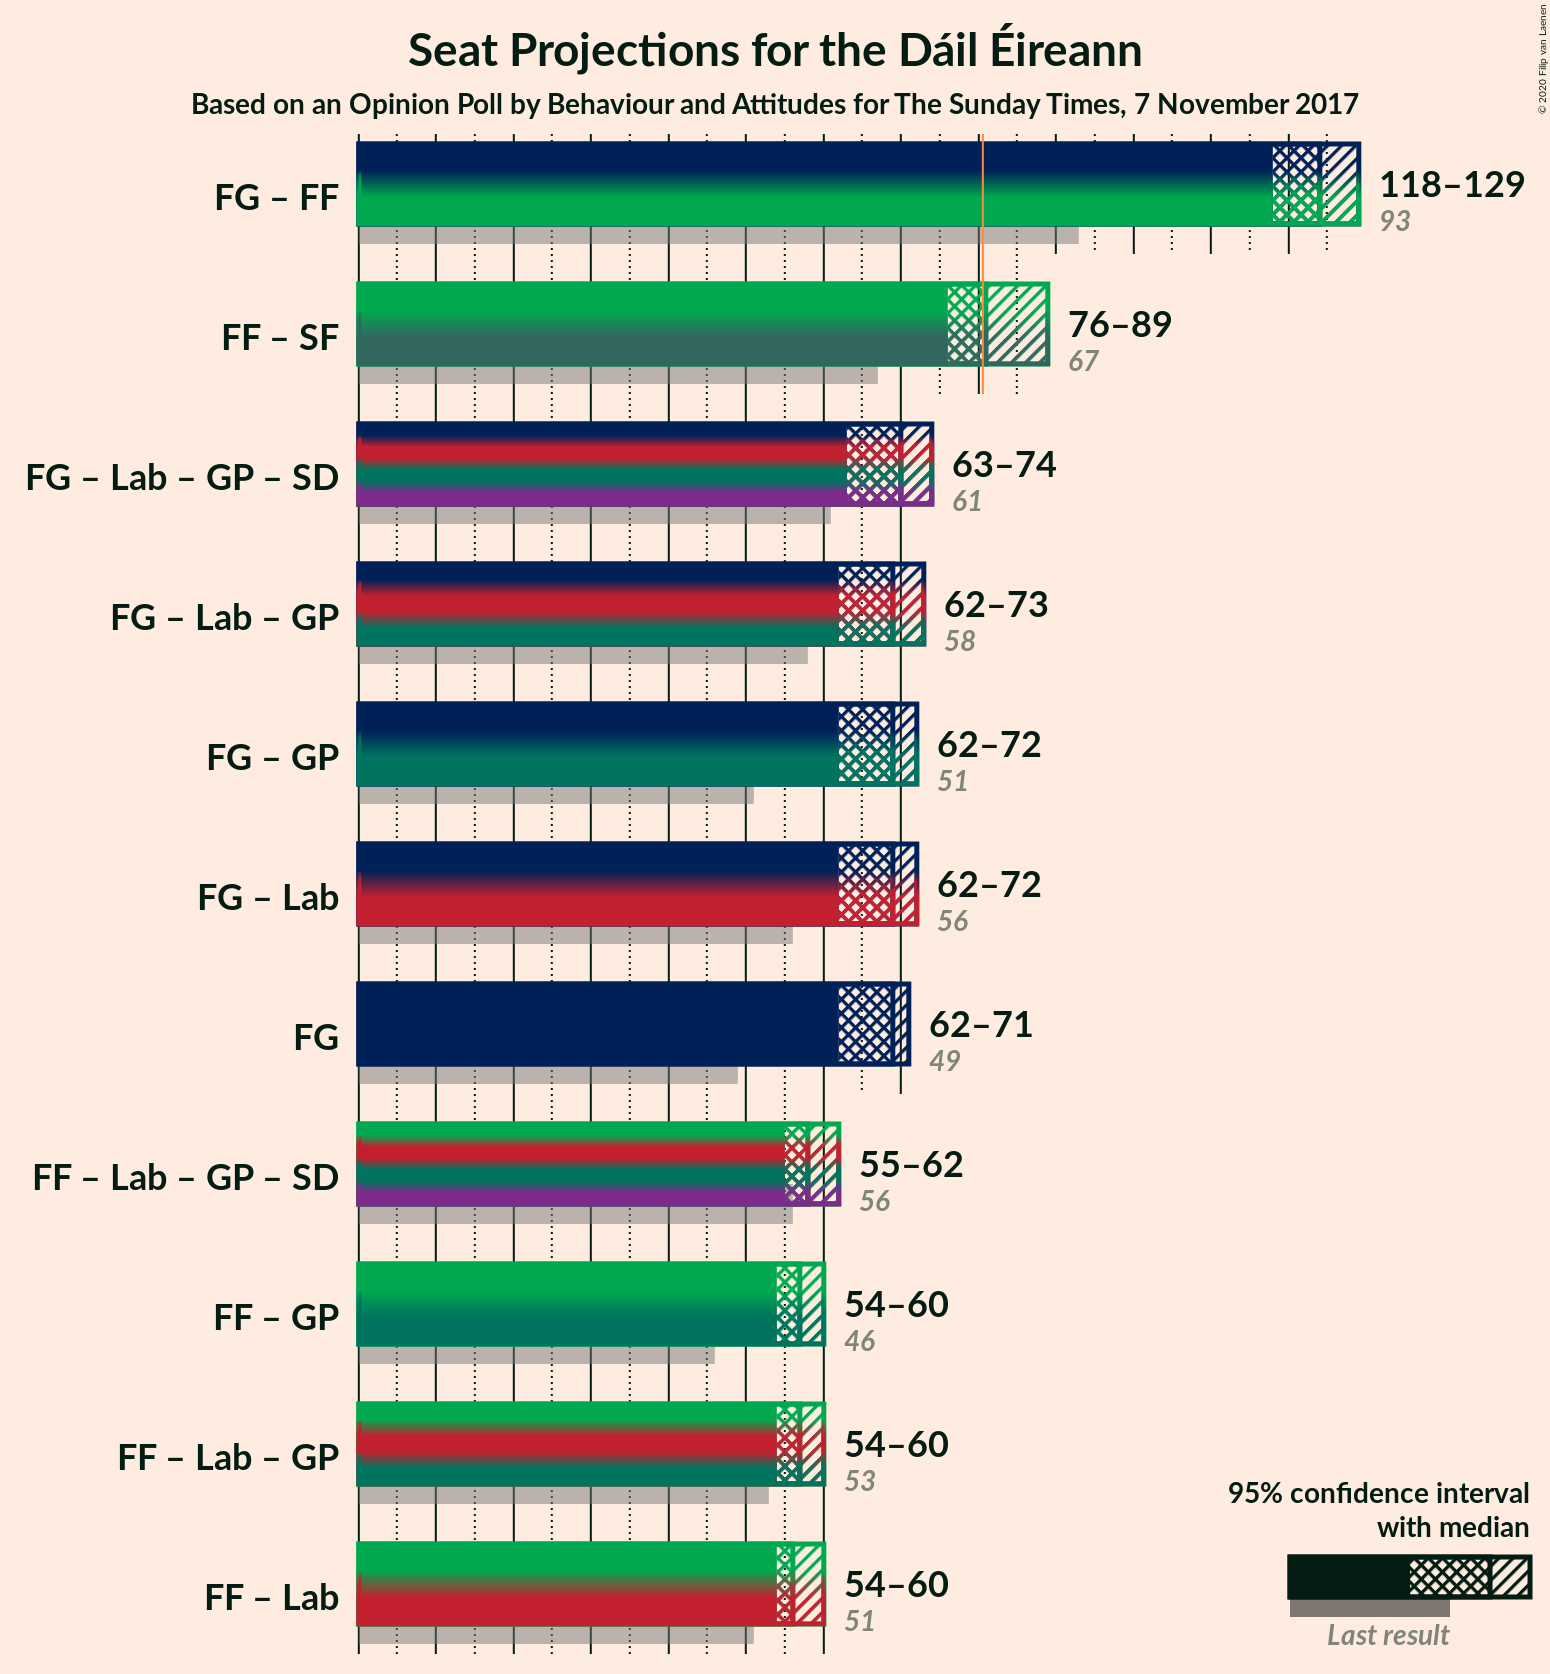 Seat Projections for the Dáil Éireann
Based on an Opinion Poll by Behaviour and Attitudes for The Sunday Times, 7 November 2017
© 2020 Filip van Laenen
FG – FF
118–129
93
FF – SF
76–89
67
FG – Lab – GP – SD
63–74
61
FG – Lab – GP
62–73
58
FG – GP
62–72
51
FG – Lab
62–72
56
FG
62–71
49
FF – Lab – GP – SD
55–62
56
FF – GP
54–60
46
FF – Lab – GP
54–60
53
FF – Lab
54–60
51
95% confidence interval
with median
Last result